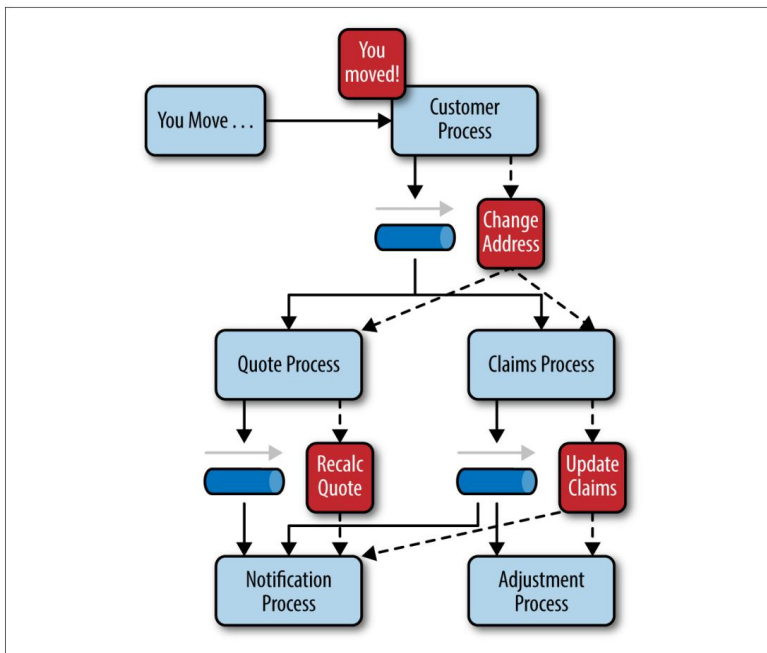 You
moved!
You Move . . .
Customer
Process
Change
Address
Quote Process
Claims Process
Recalc
Quote
Update
Claims
Notification
Process
Adjustment
Process